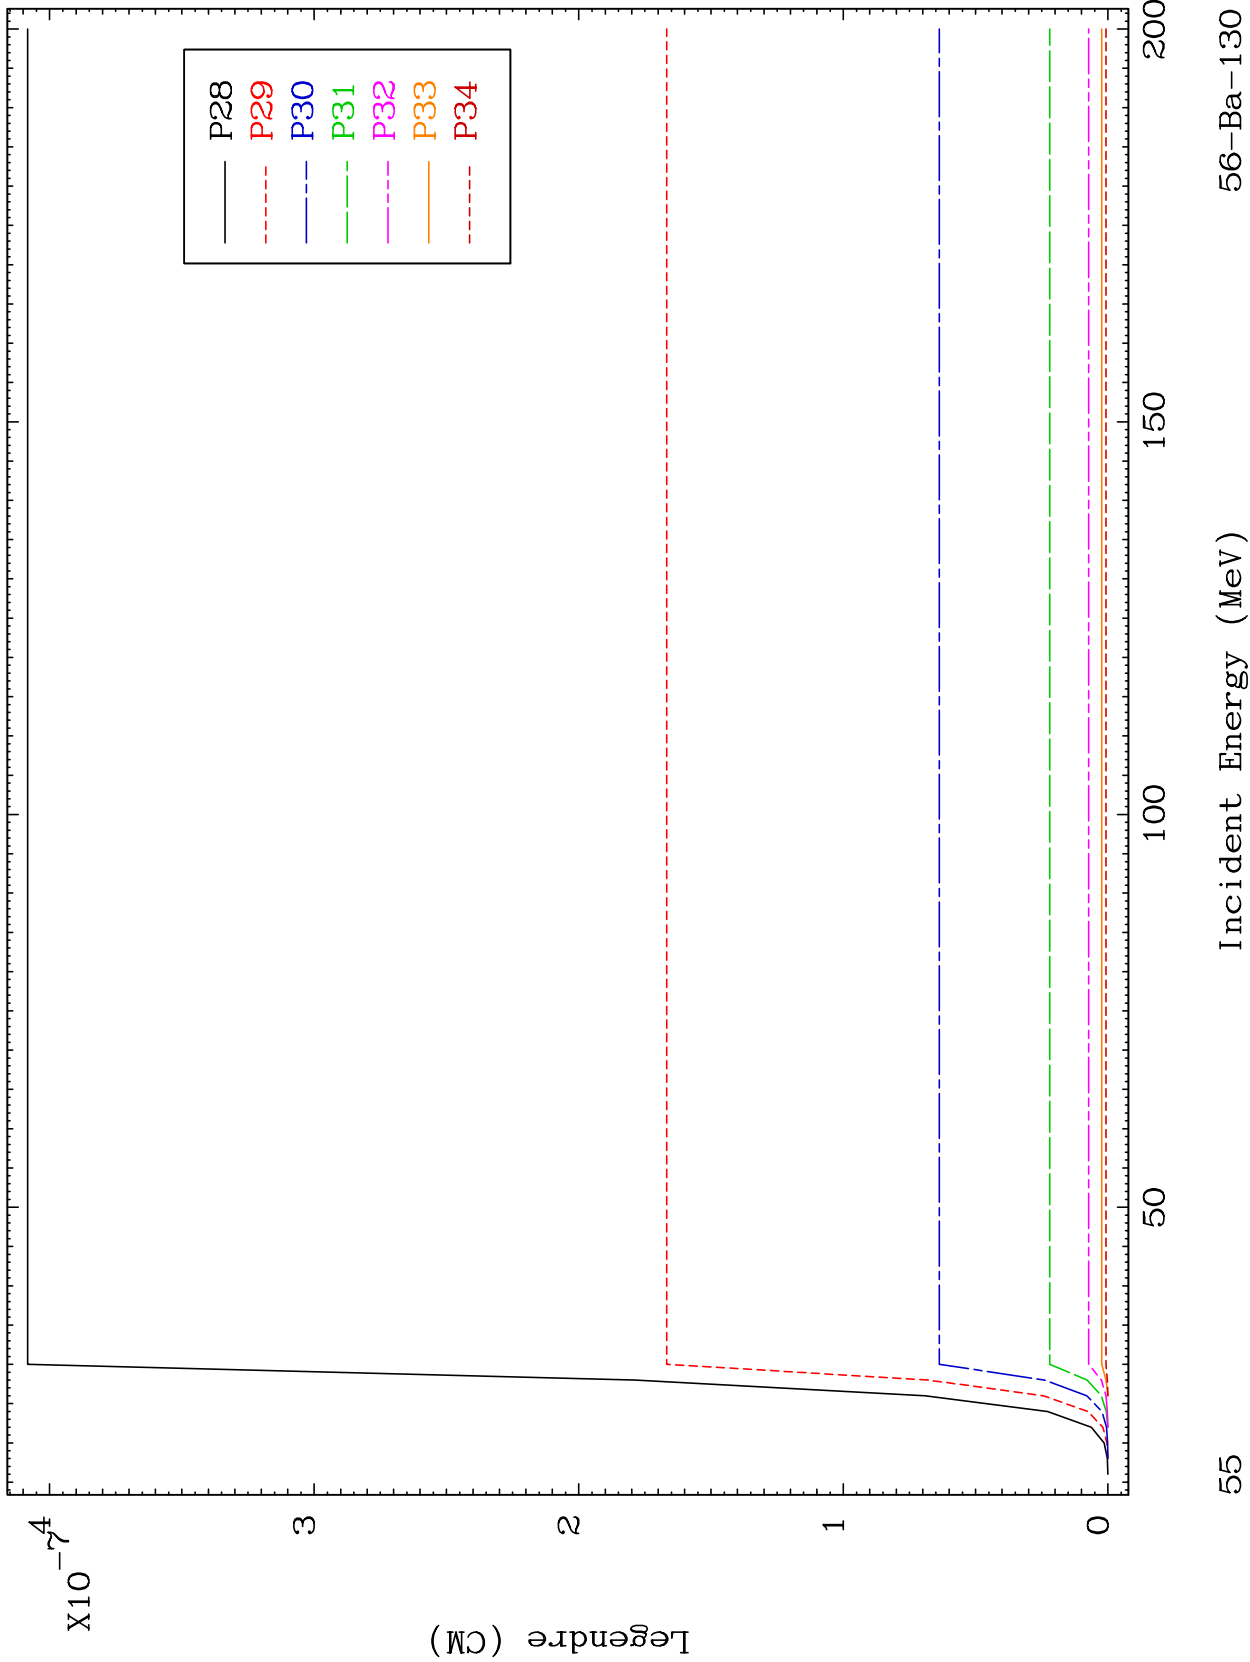 X10
-7
4
3
2
1
0
Legendre (CM)
P28
P29
P30
P31
P32
P33
P34
50
100
150
200
Incident Energy (MeV)
55
56-Ba-130